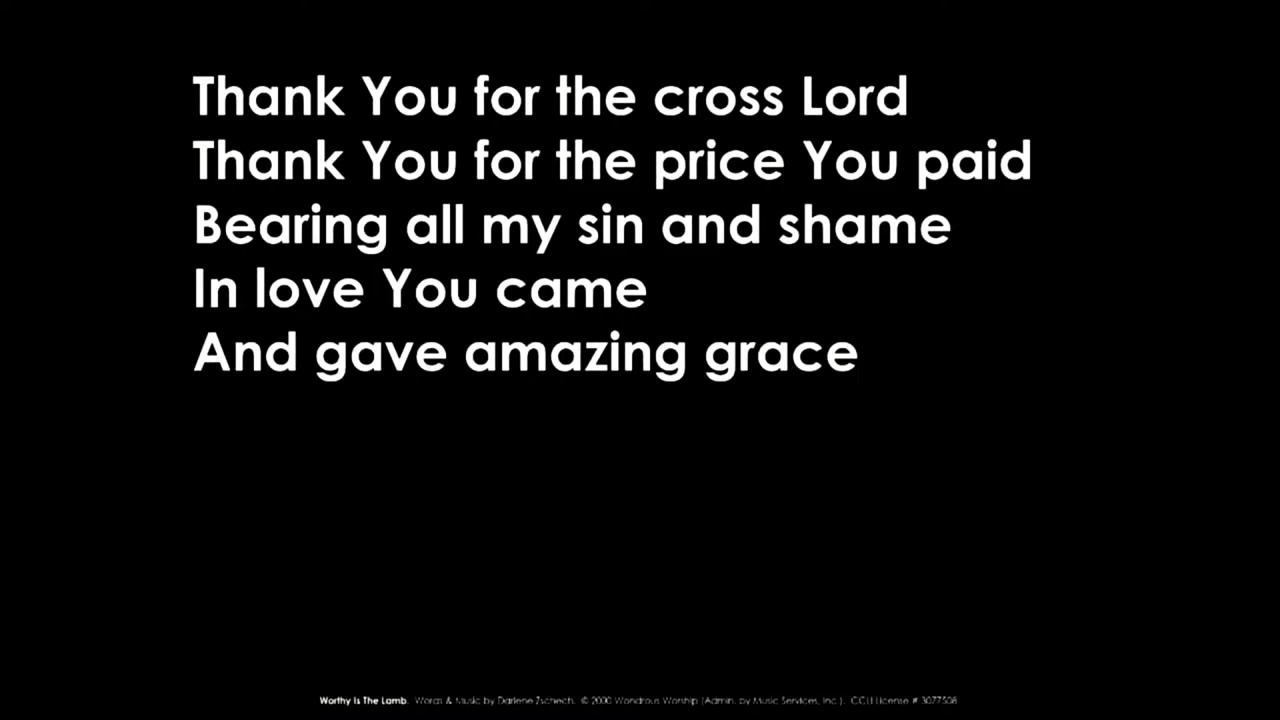 Thank You for the cross Lord
Thank You for the price You paid
Bearing all my sin and shame
In love You came
And gave amazing grace
Worthy Is The Lamb. Words & Music by Darlene Zschech. © 2000 Wondrous Worship (Admin. by Music Services, Inc.). CCLI License # 3077508